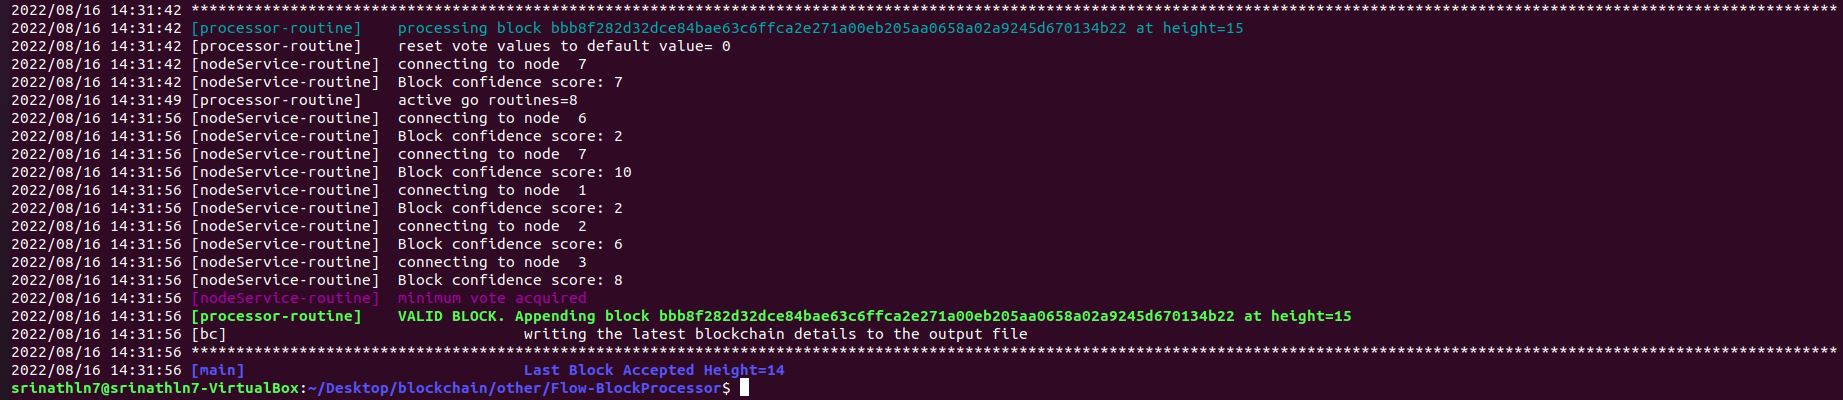 2022/08/16 14:31:42 ***************************************************************************************************************************************************************************************
2022/08/16 14:31:42 [processor-routine]    processing block bbb8f282d32dce84bae63c6ffca2e271a00eb205aa0658a02a9245d670134b22 at height=15
2022/08/16 14:31:42 [processor-routine]    reset vote values to default value= 0
2022/08/16 14:31:42 [nodeService-routine]  connecting to node  7
2022/08/16 14:31:42 [nodeService-routine]  Block confidence score: 7
2022/08/16 14:31:49 [processor-routine]    active go routines=8
2022/08/16 14:31:56 [nodeService-routine]  connecting to node  6
2022/08/16 14:31:56 [nodeService-routine]  Block confidence score: 2
2022/08/16 14:31:56 [nodeService-routine]  connecting to node  7
2022/08/16 14:31:56 [nodeService-routine]  Block confidence score: 10
2022/08/16 14:31:56 [nodeService-routine]  connecting to node  1
2022/08/16 14:31:56 [nodeService-routine]  Block confidence score: 2
2022/08/16 14:31:56 [nodeService-routine]  connecting to node  2
2022/08/16 14:31:56 [nodeService-routine]  Block confidence score: 6
2022/08/16 14:31:56 [nodeService-routine]  connecting to node  3
2022/08/16 14:31:56 [nodeService-routine]  Block confidence score: 8
2022/08/16 14:31:56 [nodeService-routine]  minimum vote acquired
2022/08/16 14:31:56 [processor-routine]    VALID BLOCK. Appending block bbb8f282d32dce84bae63c6ffca2e271a00eb205aa0658a02a9245d670134b22 at height=15
2022/08/16 14:31:56 [bc]                                 writing the latest blockchain details to the output file
2022/08/16 14:31:56 ***************************************************************************************************************************************************************************************
2022/08/16 14:31:56 [main]                               Last Block Accepted Height=14
srinathln7@srinathln7-VirtualBox:~/Desktop/blockchain/other/Flow-BlockProcessor$